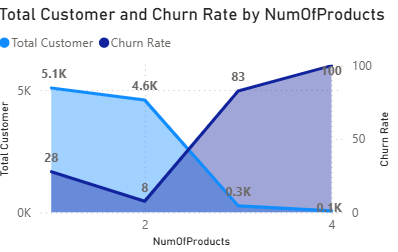 Total Customer and Churn Rate by NumOfProducts
Total Customer Churn Rate
5.1K
4.6K
83
100
100
5K
50
28
8
0.3K
0.1K
0K
0
2
4
Total Customer
Churn Rate
NumOfProducts